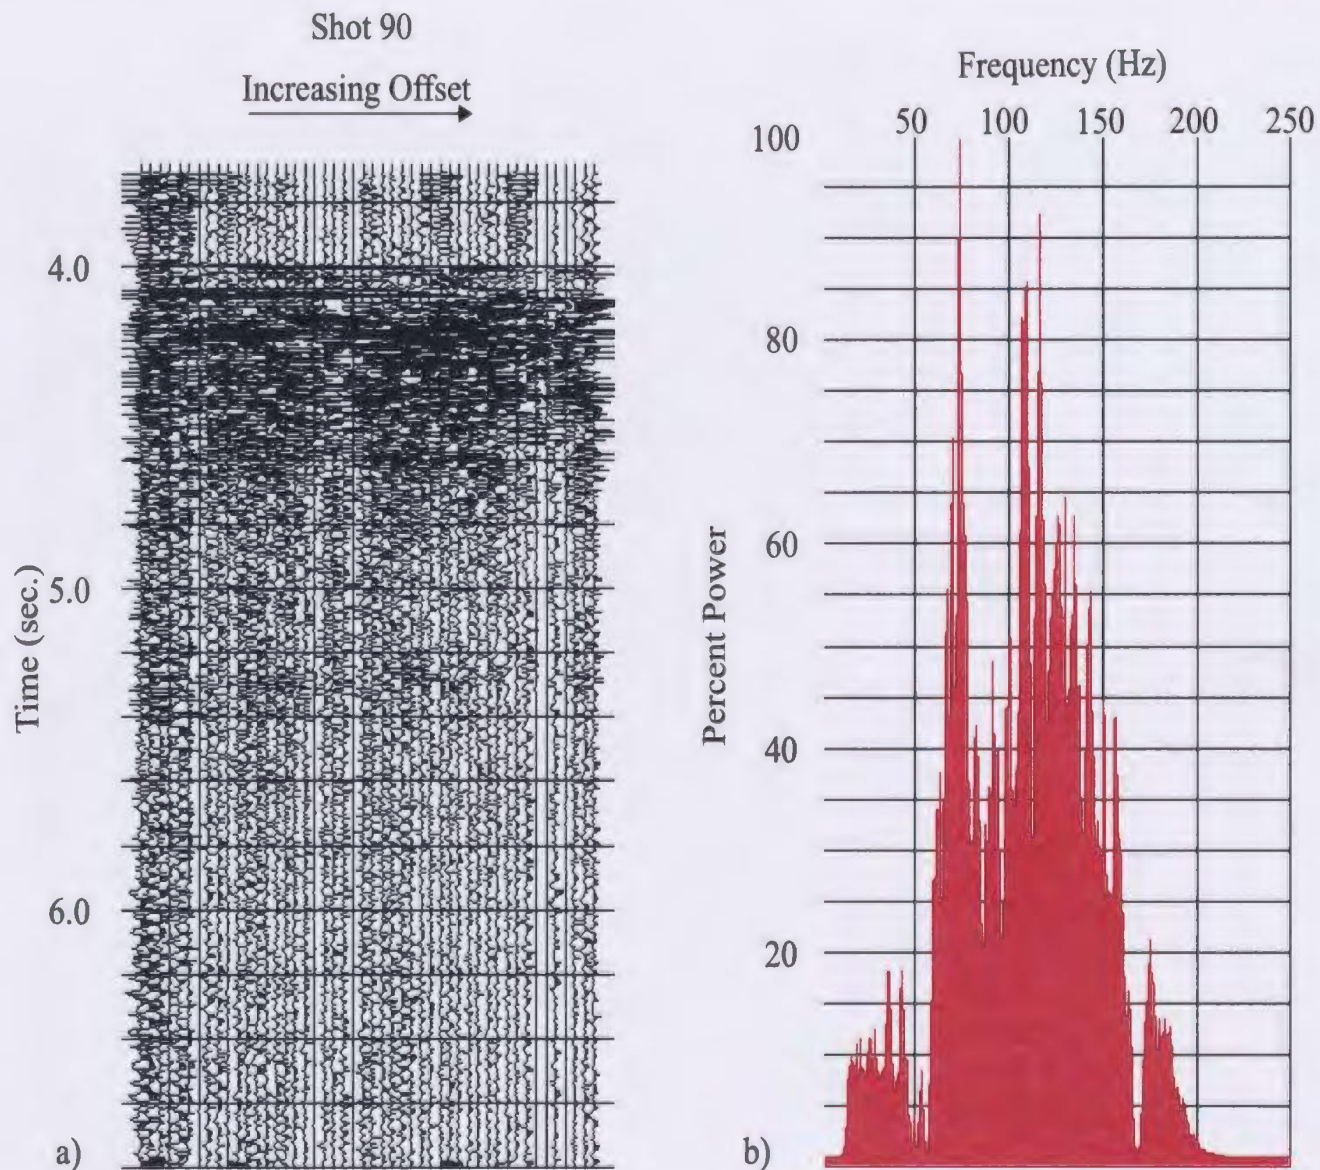 Shot 90
Increasing Offset
4.0
5.0
6.0
Time (sec.)
a)
Frequency (Hz)
50 100 150 200 250
100
80
60
40
20
Percent Power
b)